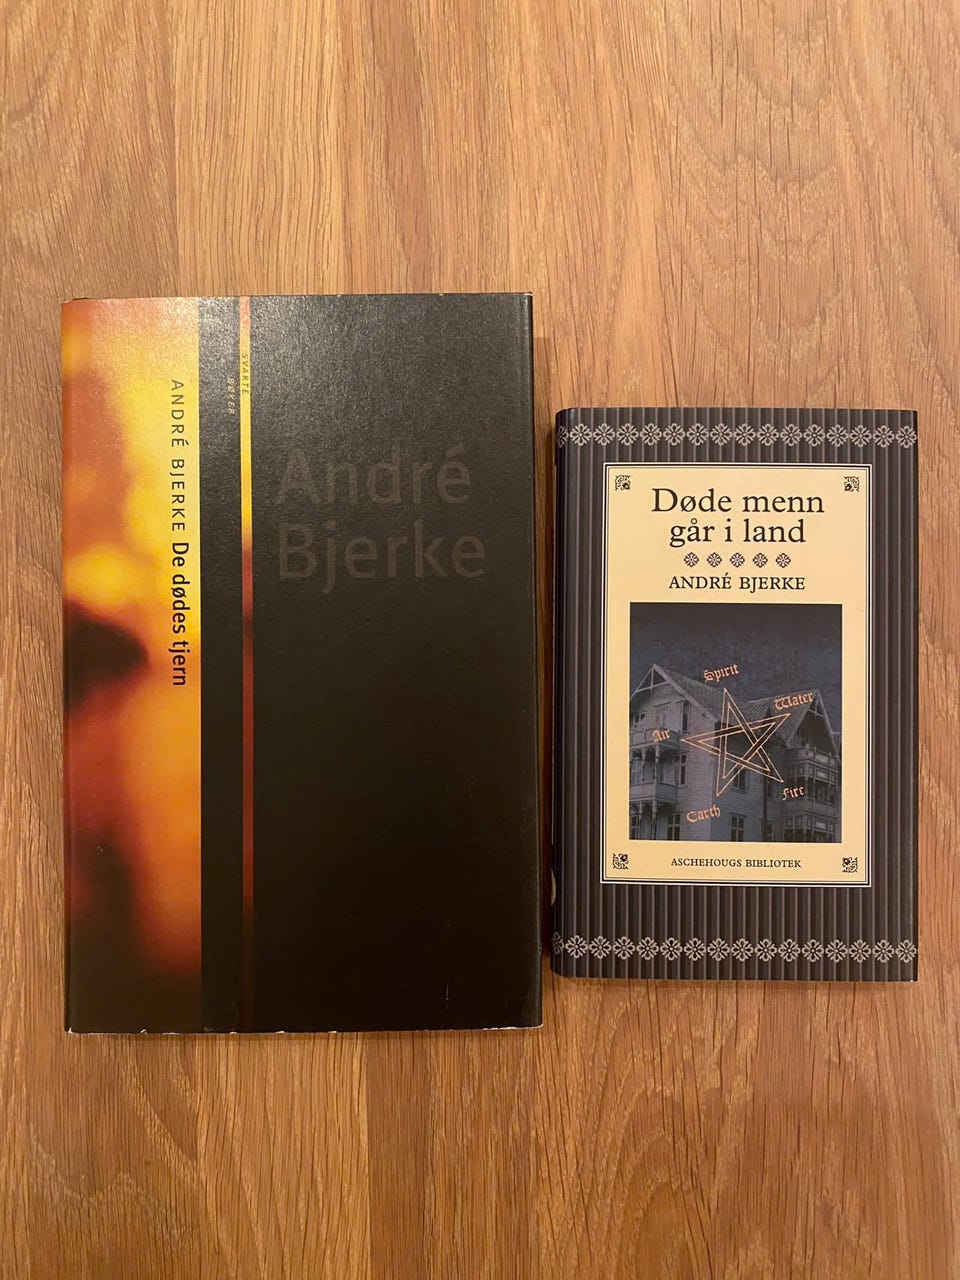 ANDRÉ BJERKE De dødes tjern
SVARTE
BØKER
André
Bjerke
Døde menn
går i land
ANDRÉ BJERKE
Spirit
Water
Air
Fire
Earth
ASCHEHOUGS BIBLIOTEK